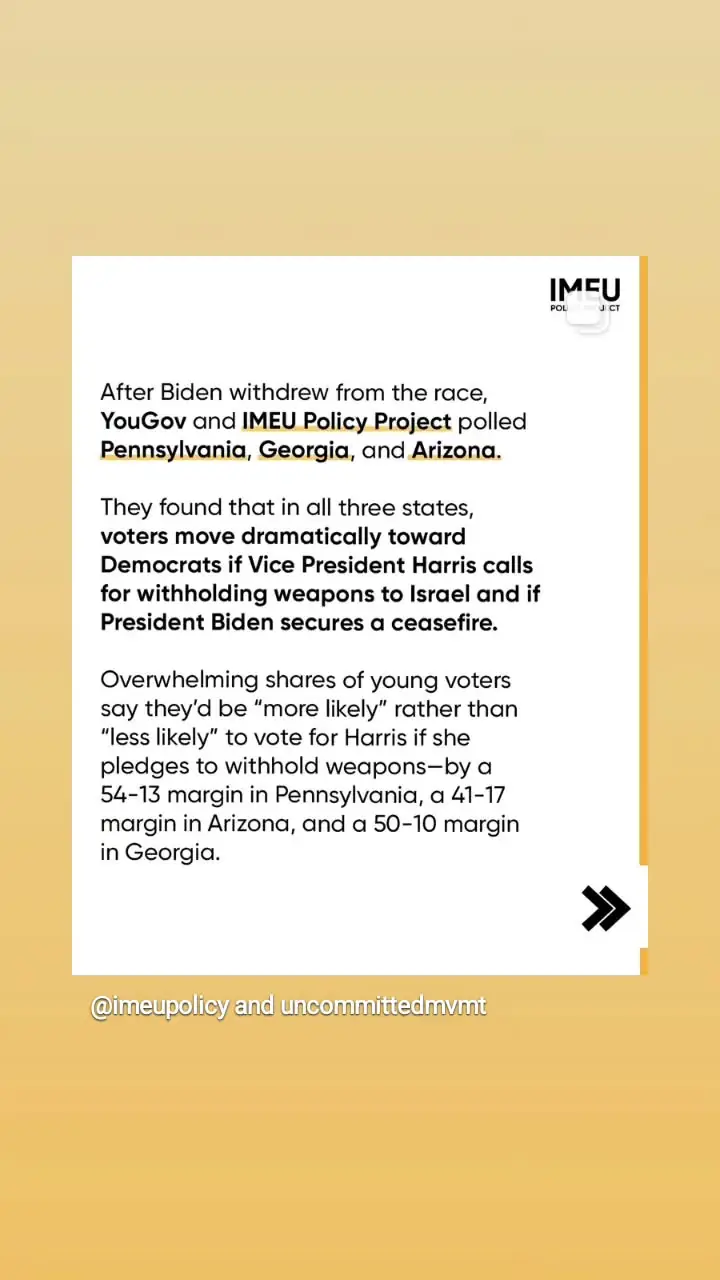 IMEU
After Biden withdrew from the race,
YouGov and IMEU Policy Project polled
Pennsylvania, Georgia, and Arizona.
They found that in all three states,
voters move dramatically toward
Democrats if Vice President Harris calls
for withholding weapons to Israel and if
President Biden secures a ceasefire.
Overwhelming shares of young voters
say they’d be “more likely” rather than
“less likely” to vote for Harris if she
pledges to withhold weapons—by a
54-13 margin in Pennsylvania, a 41-17
margin in Arizona, and a 50-10 margin
in Georgia.
@imeupolicy and uncommittedmvmt